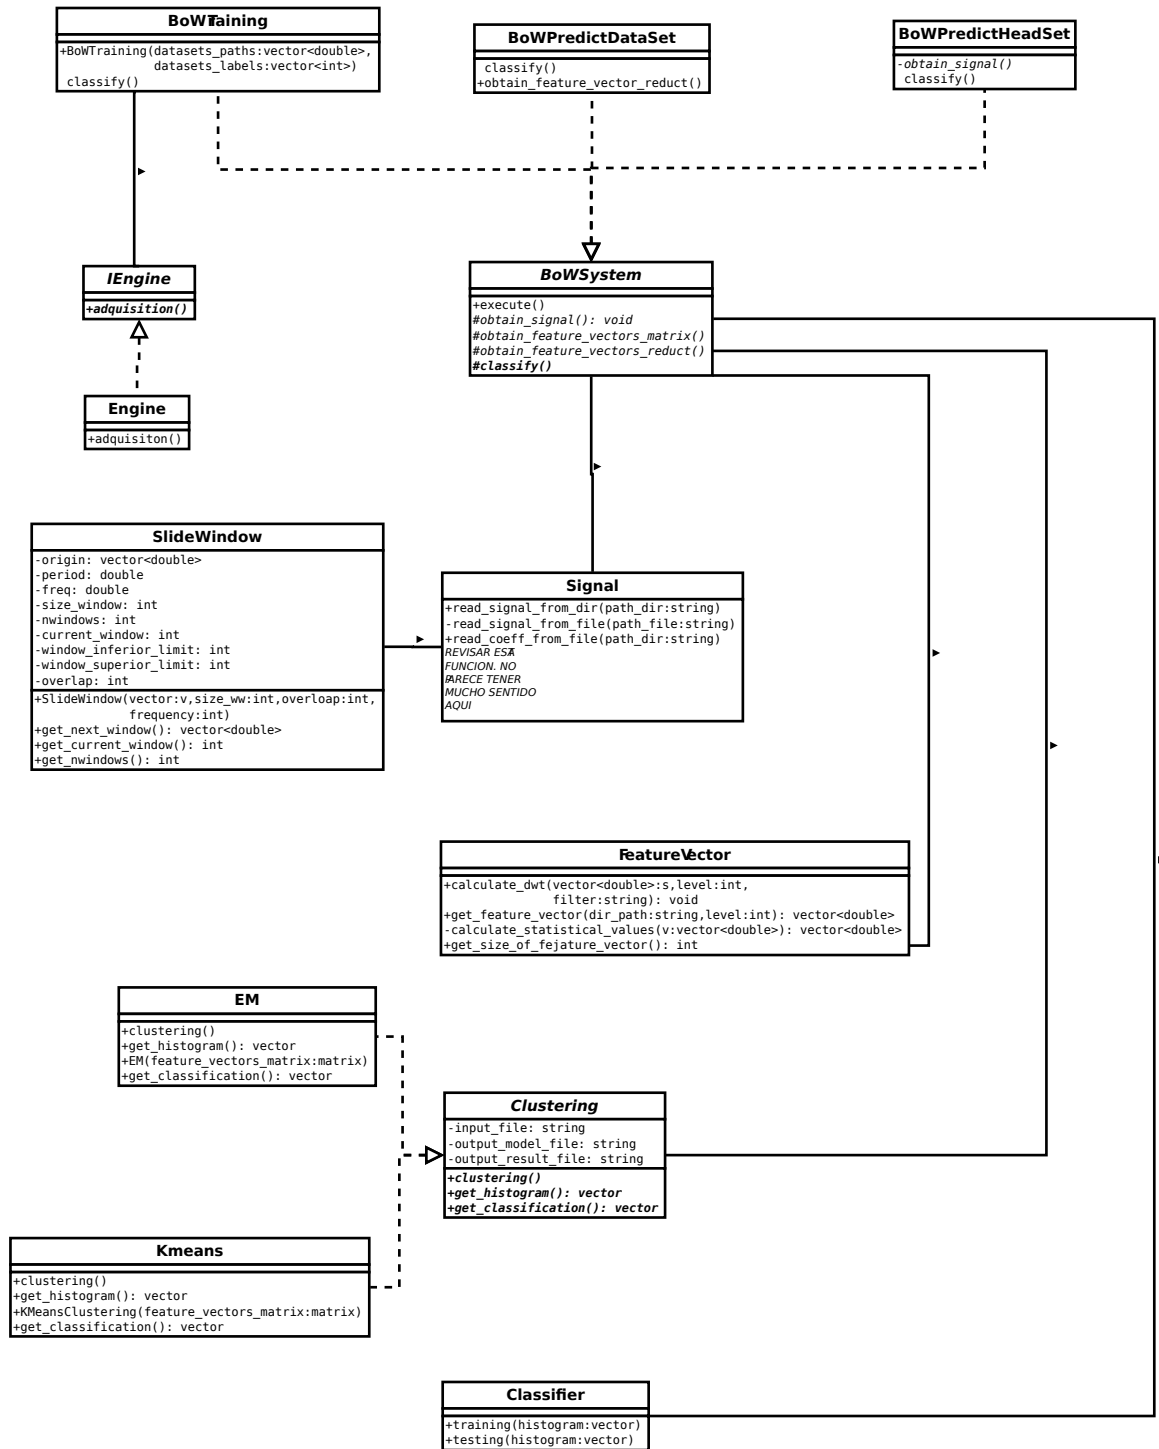 BoWTraining
+BoWTraining(datasets_paths:vector<double>,
datasets_labels:vector<int>)
classify()
BoWPredictDataSet
classify()
+obtain_feature_vector_reduct()
BoWPredictHeadSet
-obtain_signal()
classify()
IEngine
+adquisition()
Engine
+adquisiton()
BoWSystem
+execute()
#obtain_signal(): void
#obtain_feature_vectors_matrix()
#obtain_feature_vectors_reduct()
#classify()
SlideWindow
-origin: vector<double>
-period: double
-freq: double
-size_window: int
-nwindows: int
-current_window: int
-window_inferior_limit: int
-window_superior_limit: int
-overlap: int
+SlideWindow(vector:v,size_ww:int,overloap:int,
frequency:int)
+get_next_window(): vector<double>
+get_current_window(): int
+get_nwindows(): int
Signal
+read_signal_from_dir(path_dir:string)
-read_signal_from_file(path_file:string)
+read_coeff_from_file(path_dir:string)
REVISAR ESTA
FUNCION. NO
PARECE TENER
MUCHO SENTIDO
AQUI
FeatureVector
+calculate_dwt(vector<double>:s,level:int,
filter:string): void
+get_feature_vector(dir_path:string,level:int): vector<double>
-calculate_statistical_values(v:vector<double>): vector<double>
+get_size_of_fejature_vector(): int
EM
+clustering()
+get_histogram(): vector
+EM(feature_vectors_matrix:matrix)
+get_classification(): vector
Clustering
-input_file: string
-output_model_file: string
-output_result_file: string
+clustering()
+get_histogram(): vector
+get_classification(): vector
Kmeans
+clustering()
+get_histogram(): vector
+KMeansClustering(feature_vectors_matrix:matrix)
+get_classification(): vector
Classifier
+training(histogram:vector)
+testing(histogram:vector)